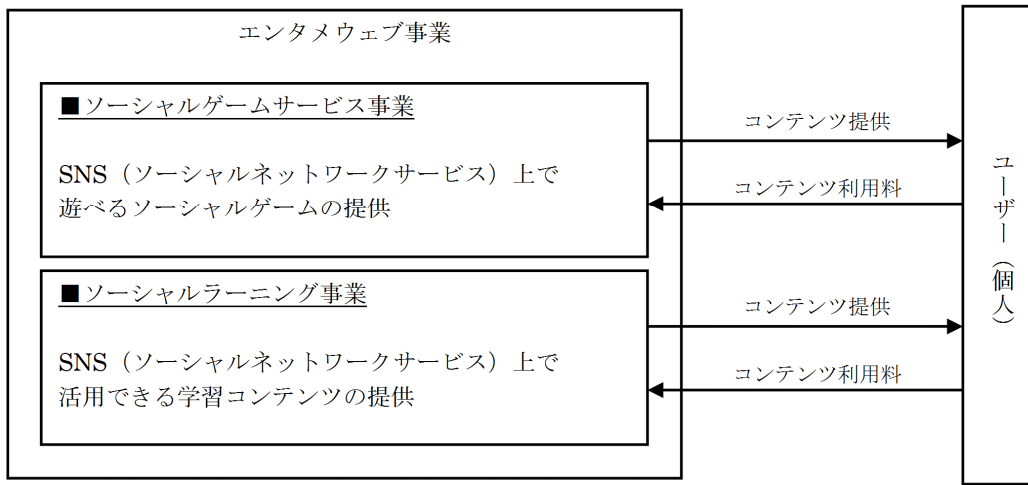 エンタメウェブ事業
■ソーシャルゲームサービス事業
SNS（ソーシャルネットワークサービス）上で
遊べるソーシャルゲームの提供
コンテンツ提供
コンテンツ利用料
■ソーシャルラーニング事業
SNS（ソーシャルネットワークサービス）上で
活用できる学習コンテンツの提供
コンテンツ提供
コンテンツ利用料
ユーザー（個人）